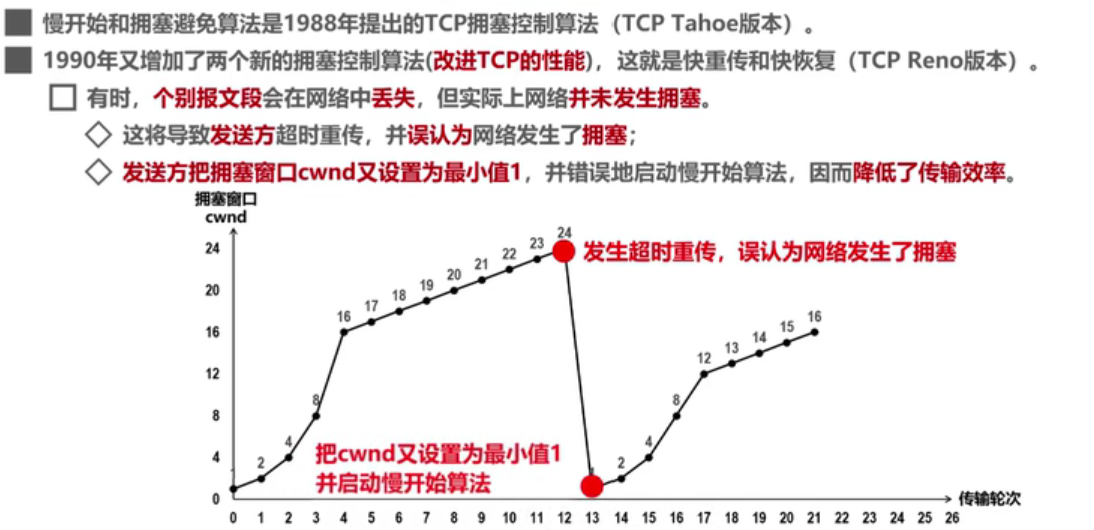 慢开始和拥塞避免算法是1988年提出的TCP拥塞控制算法（TCP Tahoe版本）。
1990年又增加了两个新的拥塞控制算法(改进TCP的性能)，这就是快重传和快恢复（TCP Reno版本）。
有时，个别报文段会在网络中丢失，但实际上网络并未发生拥塞。
这将导致发送方超时重传，并误认为网络发生了拥塞；
发送方把拥塞窗口cwnd又设置为最小值1，并错误地启动慢开始算法，因而降低了传输效率。
拥塞窗口
cwnd
24
20
16
12
8
4
0
2
4
8
16
17
18
19
20
21
22
23
24
发生超时重传，误认为网络发生了拥塞
把cwnd又设置为最小值1
并启动慢开始算法
2
4
8
12
13
14
15
16
传输轮次
0 1 2 3 4 5 6 7 8 9 10 11 12 13 14 15 16 17 18 19 20 21 22 23 24 25 26